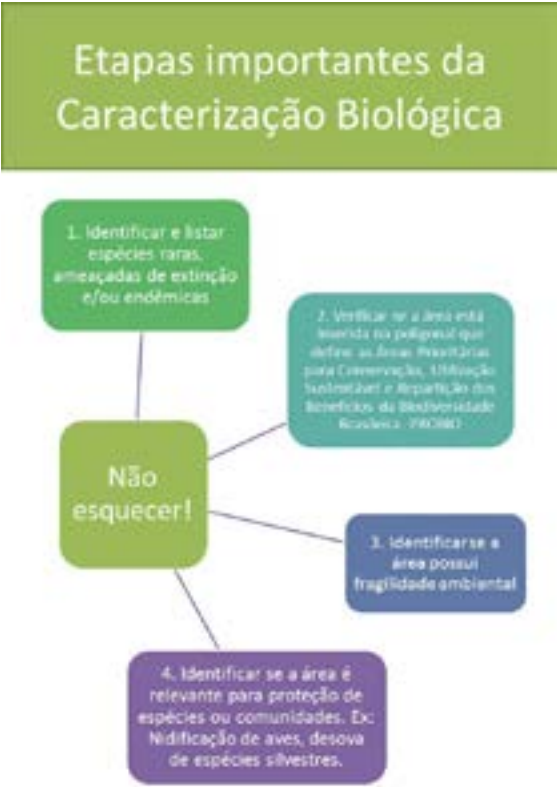 Etapas importantes da
Caracterização Biológica
1. Identificar e listar
espécies raras,
ameaçadas de extinção
e/ou endêmicas
2. Verificar se a área está
inserida na poligonal que
define as Áreas Prioritárias
para Conservação, Utilização
Sustentável e Repartição dos
Benefícios da Biodiversidade
Brasileira - PROBIO
Não
esquecer!
3. Identificar se a
área possui
fragilidade ambiental
4. Identificar se a área é
relevante para proteção de
espécies ou comunidades. Ex:
Nidificação de aves, desova
de espécies silvestres.